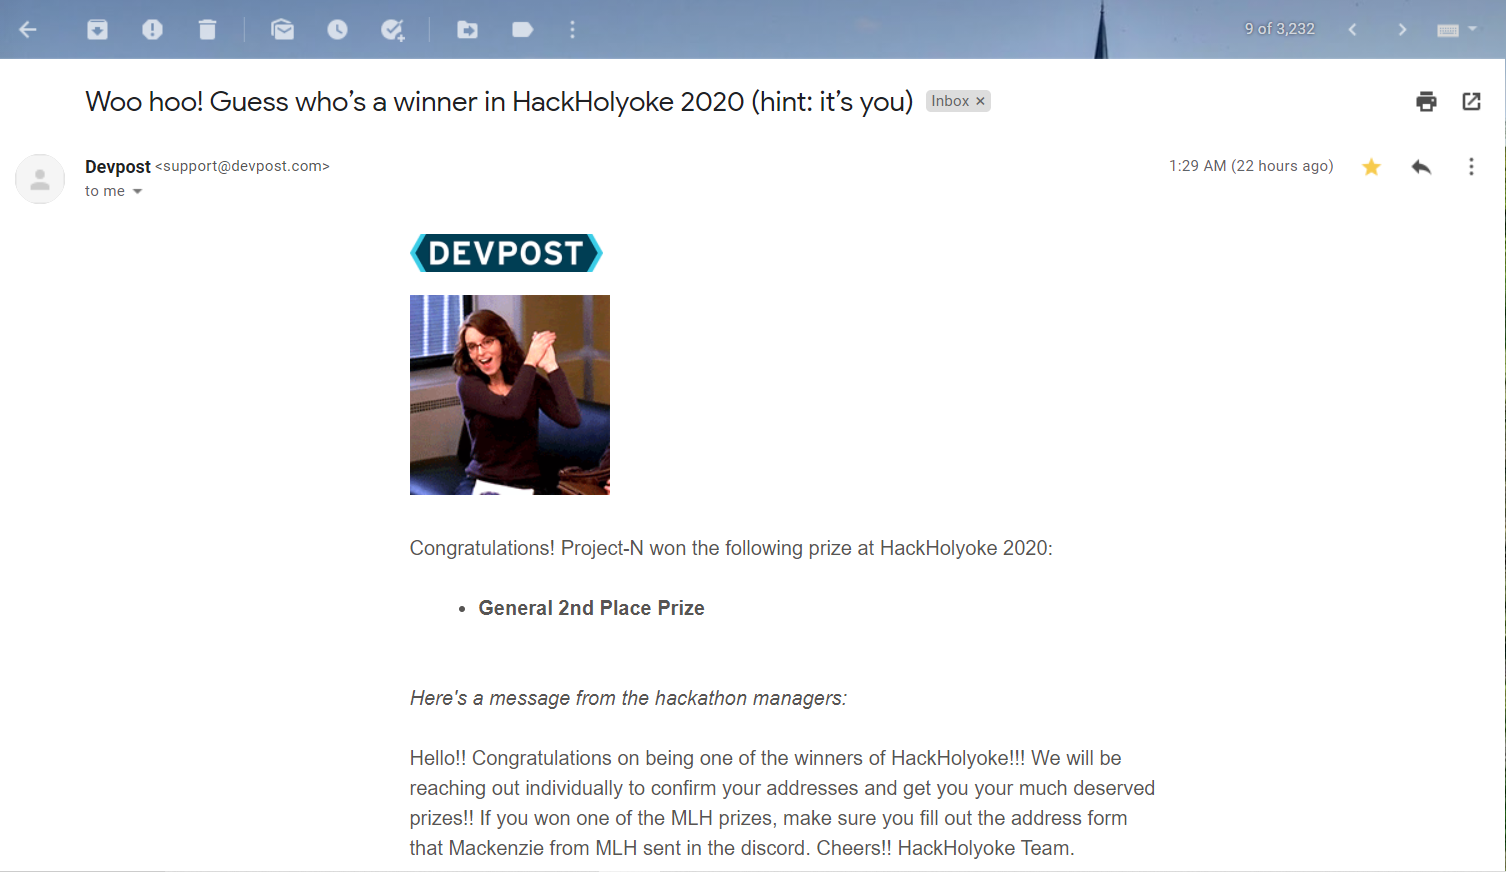 9 of 3,232
Woo hoo! Guess who’s a winner in HackHolyoke 2020 (hint: it’s you) Inbox ×
Devpost <support@devpost.com> 1:29 AM (22 hours ago)
to me
DEVPOST
Congratulations! Project-N won the following prize at HackHolyoke 2020:
• General 2nd Place Prize
Here's a message from the hackathon managers:
Hello!! Congratulations on being one of the winners of HackHolyoke!!! We will be
reaching out individually to confirm your addresses and get you your much deserved
prizes!! If you won one of the MLH prizes, make sure you fill out the address form
that Mackenzie from MLH sent in the discord. Cheers!! HackHolyoke Team.